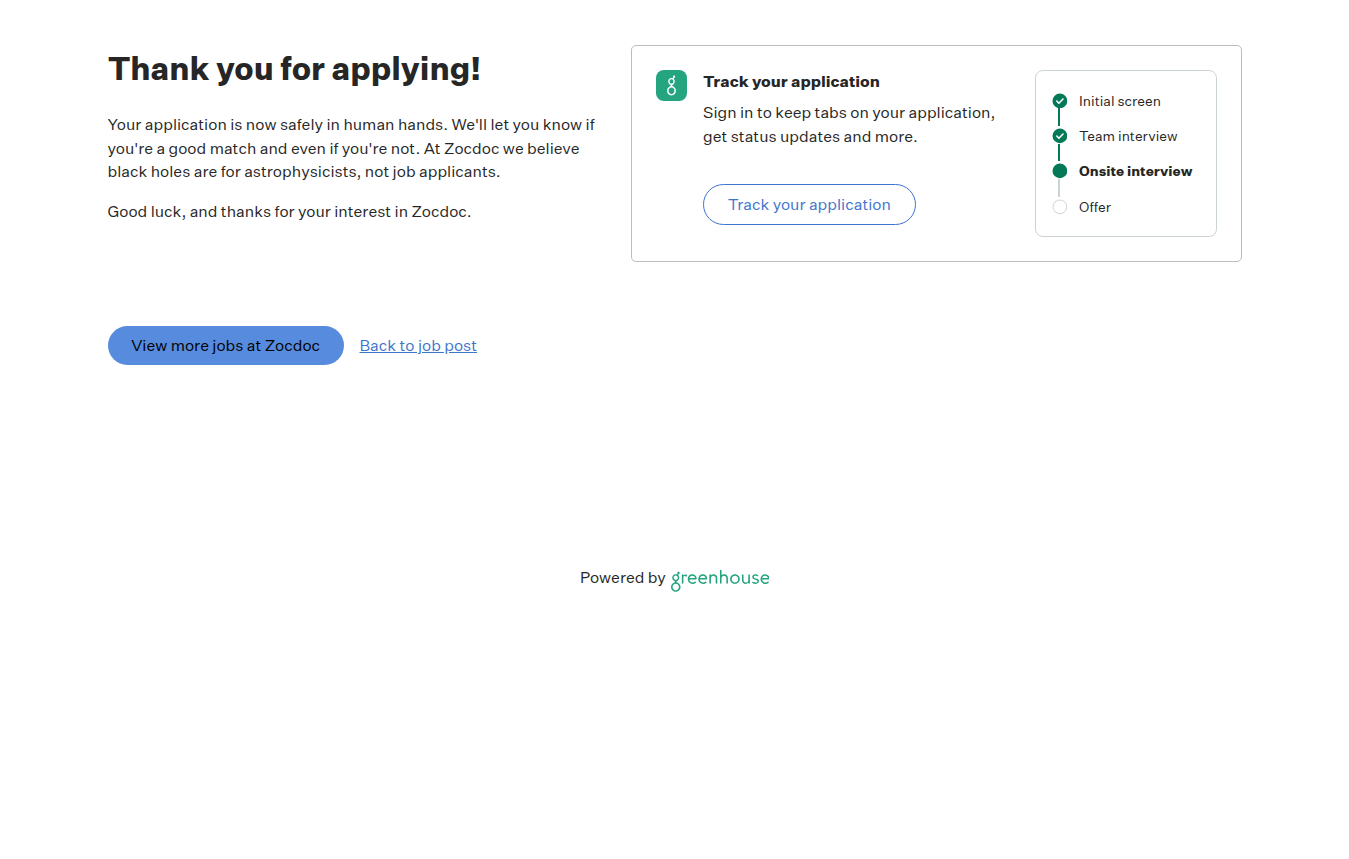 Thank you for applying!
Your application is now safely in human hands. We'll let you know if
you're a good match and even if you're not. At Zocdoc we believe
black holes are for astrophysicists, not job applicants.
Good luck, and thanks for your interest in Zocdoc.
Track your application
Sign in to keep tabs on your application,
get status updates and more.
Track your application
Initial screen
Team interview
Onsite interview
Offer
View more jobs at Zocdoc
Back to job post
Powered by greenhouse